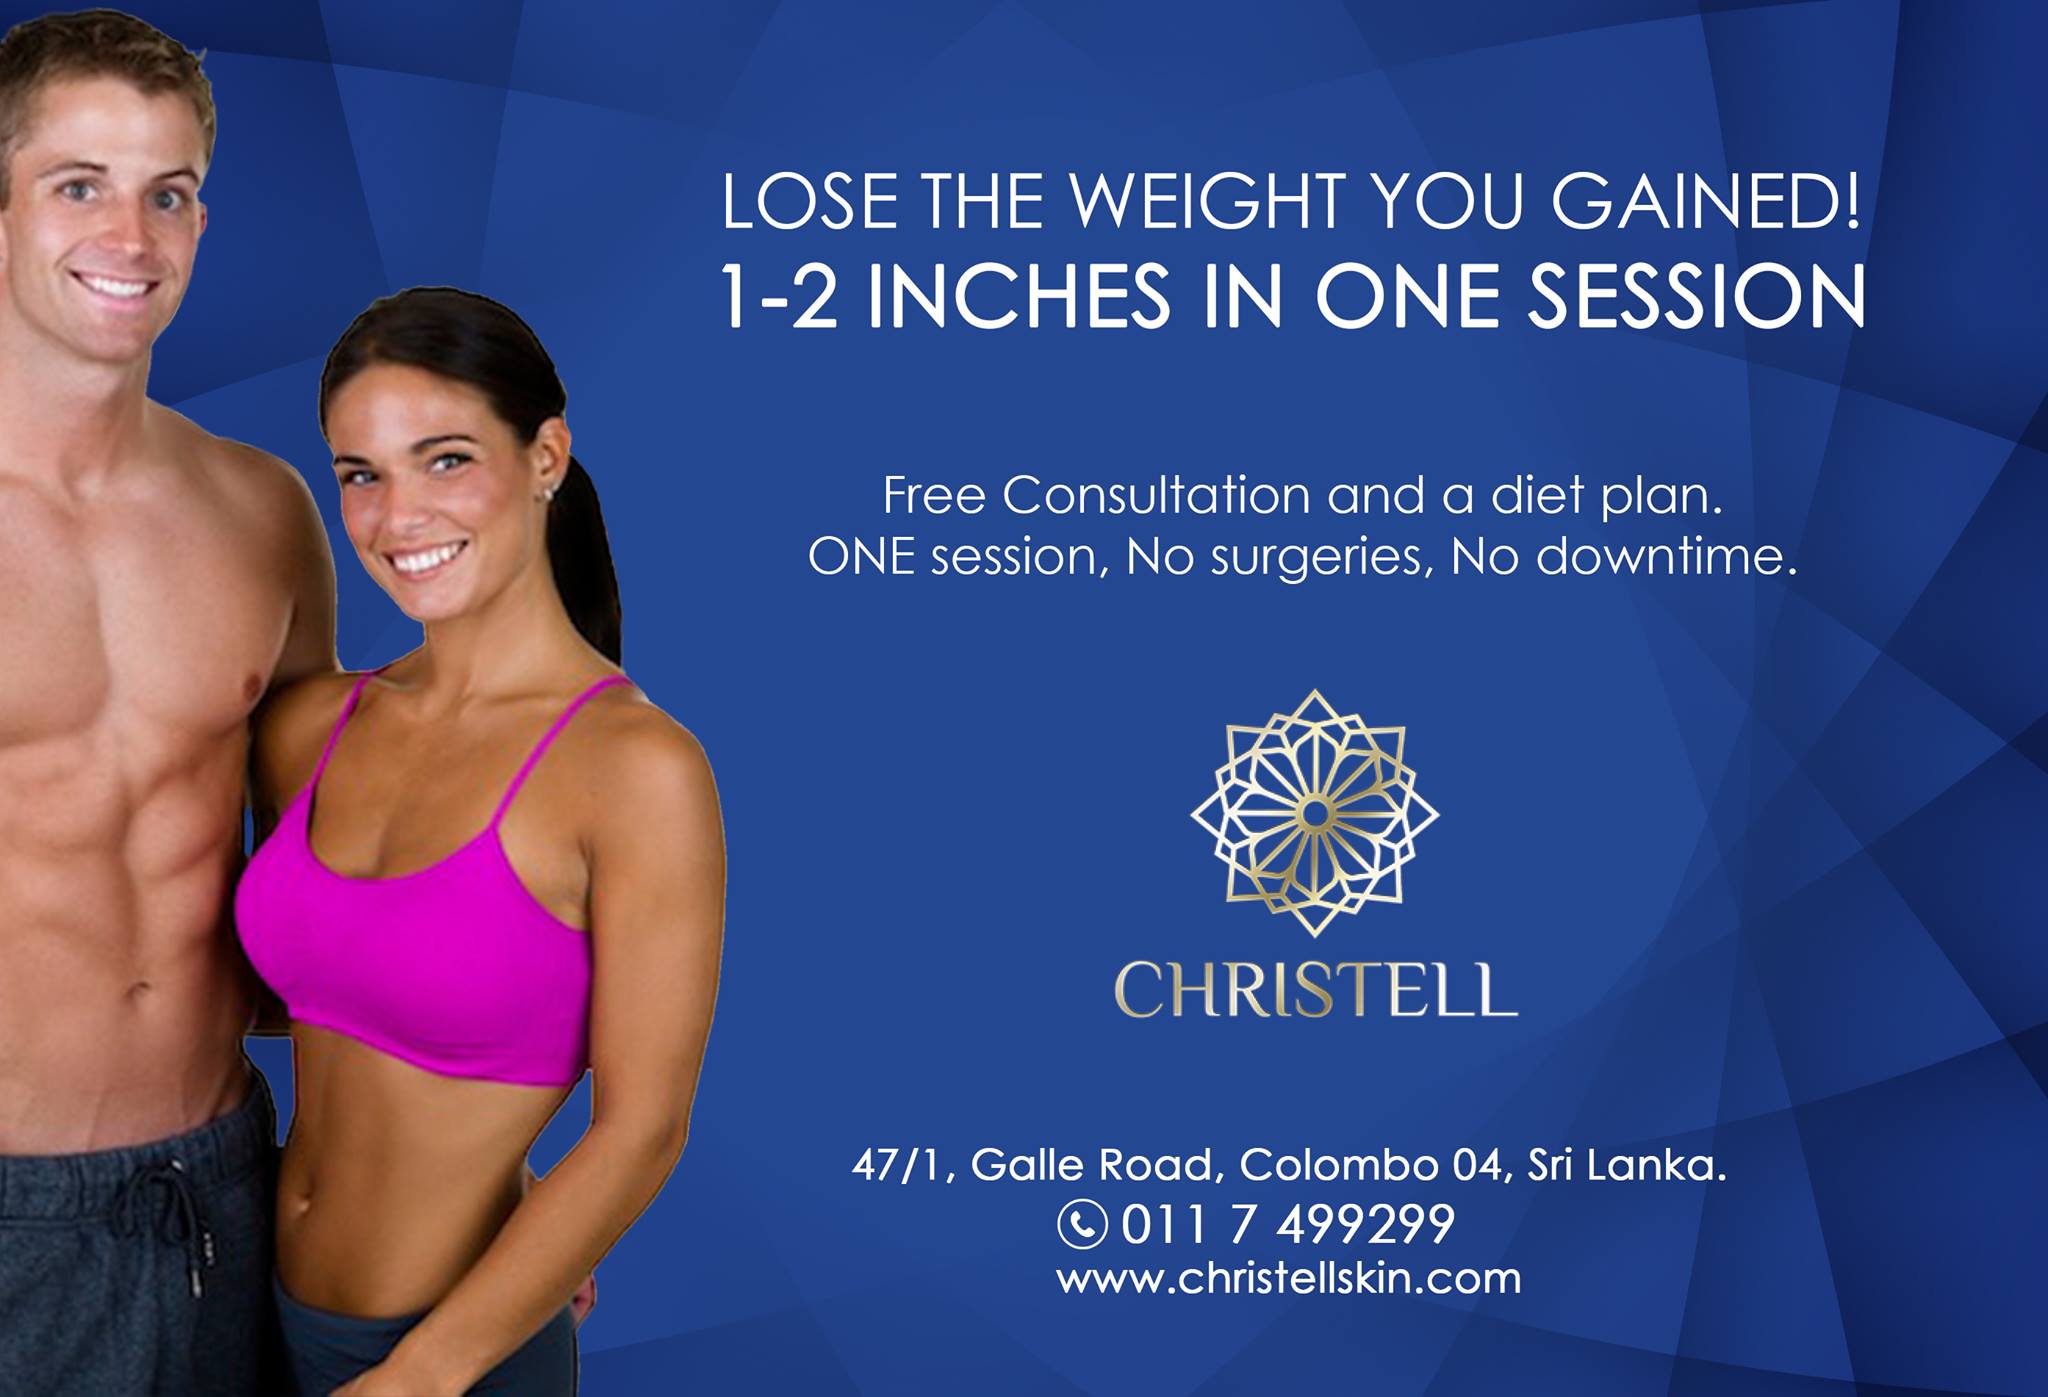 LOSE THE WEIGHT YOU GAINED!
1-2 INCHES IN ONE SESSION
Free Consultation and a diet plan.
ONE session, No surgeries, No downtime.
CHRISTELL
47/1, Galle Road, Colombo 04, Sri Lanka.
011 7 499299
www.christellskin.com